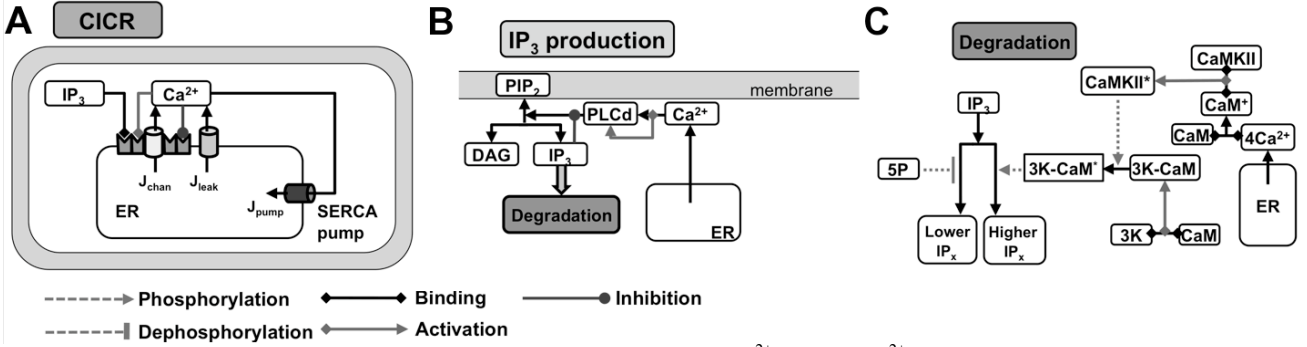 A
CICR
IP3
Ca2+
Jchan
Jleak
Jpump
ER
SERCA
pump
B
IP3 production
PIP2
membrane
PLCd
Ca2+
DAG
IP3
Degradation
ER
C
Degradation
CaMKII
CaMKII*
IP3
CaM+
CaM
4Ca2+
5P
3K-CaM*
3K-CaM
ER
Lower
IPx
Higher
IPx
3K
CaM
Phosphorylation
Binding
Inhibition
Dephosphorylation
Activation
2+
2+